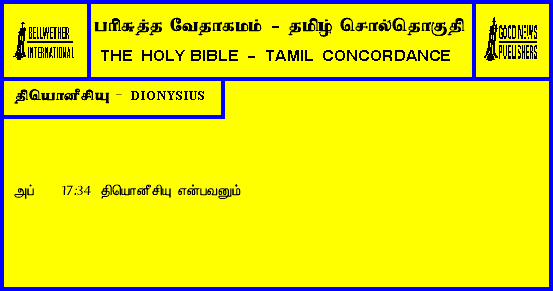 BELLWETHER
INTERNATIONAL
பரிசுத்த வேதாகமம் - தமிழ் சொல்தொகுதி
THE HOLY BIBLE - TAMIL CONCORDANCE
GOOD NEWS
PUBLISHERS
தியொனீசியு - DIONYSIUS
அப் 17:34 தியொனீசியு என்பவனும்